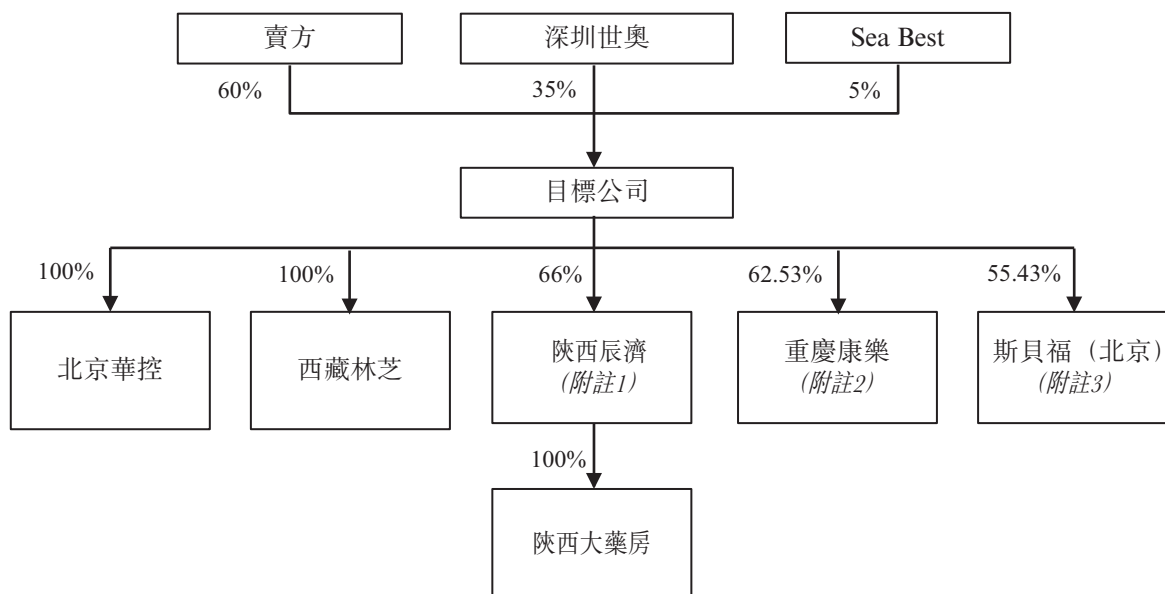 賣方
深圳世奧
Sea Best
60%
35%
5%
目標公司
100%
100%
66%
62.53%
55.43%
北京華控
西藏林芝
陝西辰濟
(附註1)
重慶康樂
(附註2)
斯貝福（北京）
(附註3)
100%
陝西大藥房